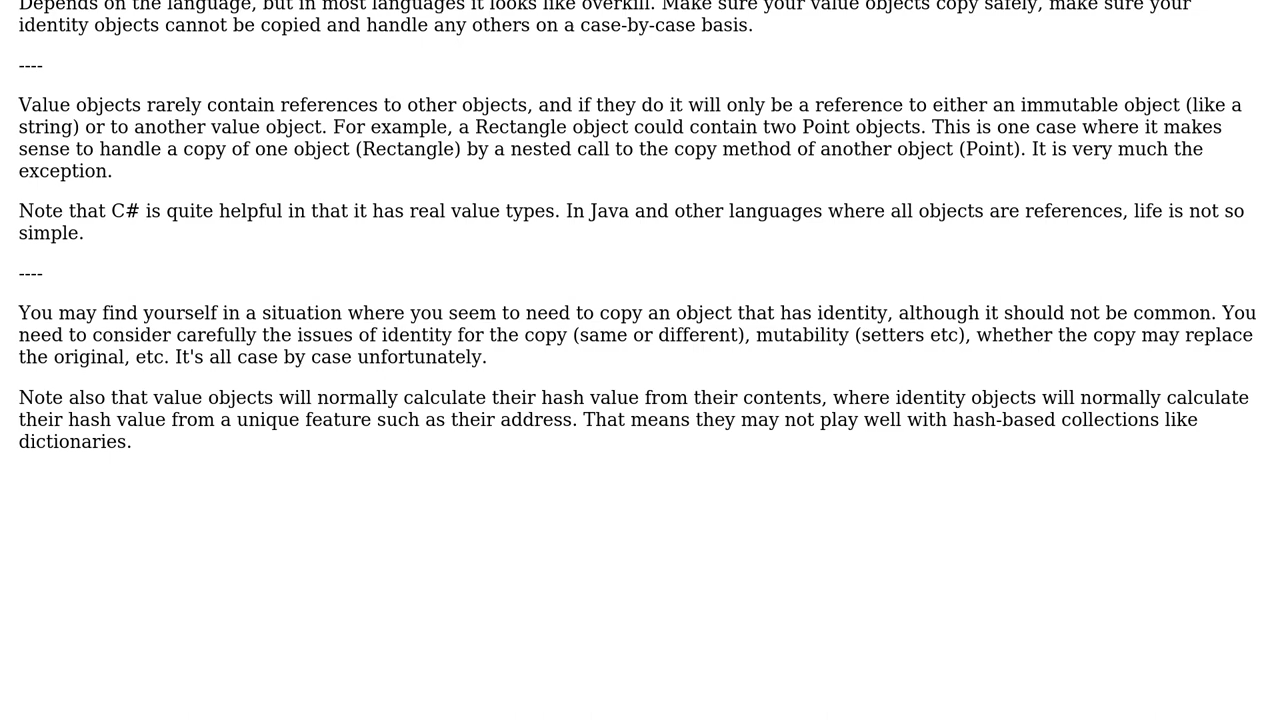 Depends on the language, but in most languages it looks like overkill. Make sure your value objects copy safely, make sure your
identity objects cannot be copied and handle any others on a case-by-case basis.
----
Value objects rarely contain references to other objects, and if they do it will only be a reference to either an immutable object (like a
string) or to another value object. For example, a Rectangle object could contain two Point objects. This is one case where it makes
sense to handle a copy of one object (Rectangle) by a nested call to the copy method of another object (Point). It is very much the
exception.
Note that C# is quite helpful in that it has real value types. In Java and other languages where all objects are references, life is not so
simple.
----
You may find yourself in a situation where you seem to need to copy an object that has identity, although it should not be common. You
need to consider carefully the issues of identity for the copy (same or different), mutability (setters etc), whether the copy may replace
the original, etc. It's all case by case unfortunately.
Note also that value objects will normally calculate their hash value from their contents, where identity objects will normally calculate
their hash value from a unique feature such as their address. That means they may not play well with hash-based collections like
dictionaries.